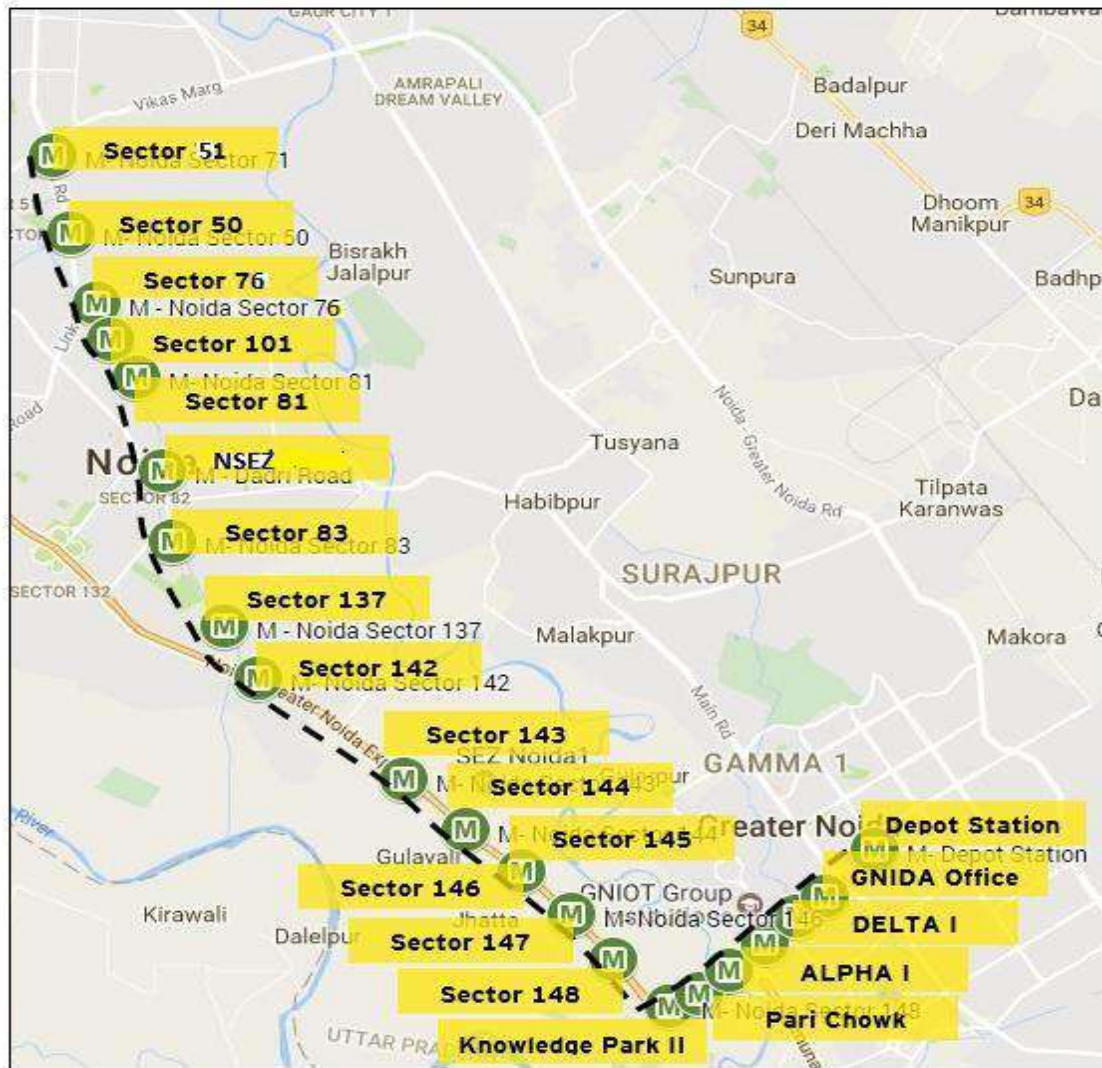 GAUR CITY 1
34
Badalpur
AMRAPALI
DREAM VALLEY
Vikas Marg
Deri Machha
Sector 51
M- Noida Sector 71
Rd
Dhoom
Manikpur
34
Sector 50
M- Noida Sector 50
Bisrakh
Jalalpur
Sunpura
Badhp
Sector 76
M - Noida Sector 76
Link
Sector 101
M- Noida Sector 81
Sector 81
Road
Da
Noida - Greater Noida Rd
Tusyana
NSEZ
M - Dadri Road
SECTOR 82
Habibpur
Tilpata
Karanwas
Sector 83
M- Noida Sector 83
SURAJPUR
SECTOR 132
Sector 137
M - Noida Sector 137
Malakpur
Makora
Sector 142
M- Noida Sector 142
Main Rd
Greater Noida Exp
Sector 143
SEZ Noida1
GAMMA 1
Sector 144
Greater Noida
Depot Station
M- Depot Station
Sector 145
River
Gulavali
GNIDA Office
Sector 146
GNIOT Group
M- Noida Sector 146
Kirawali
Jhatta
DELTA I
Dalelpur
Sector 147
ALPHA I
Sector 148
M- Noida Sector 148
Pari Chowk
UTTAR
Knowledge Park II